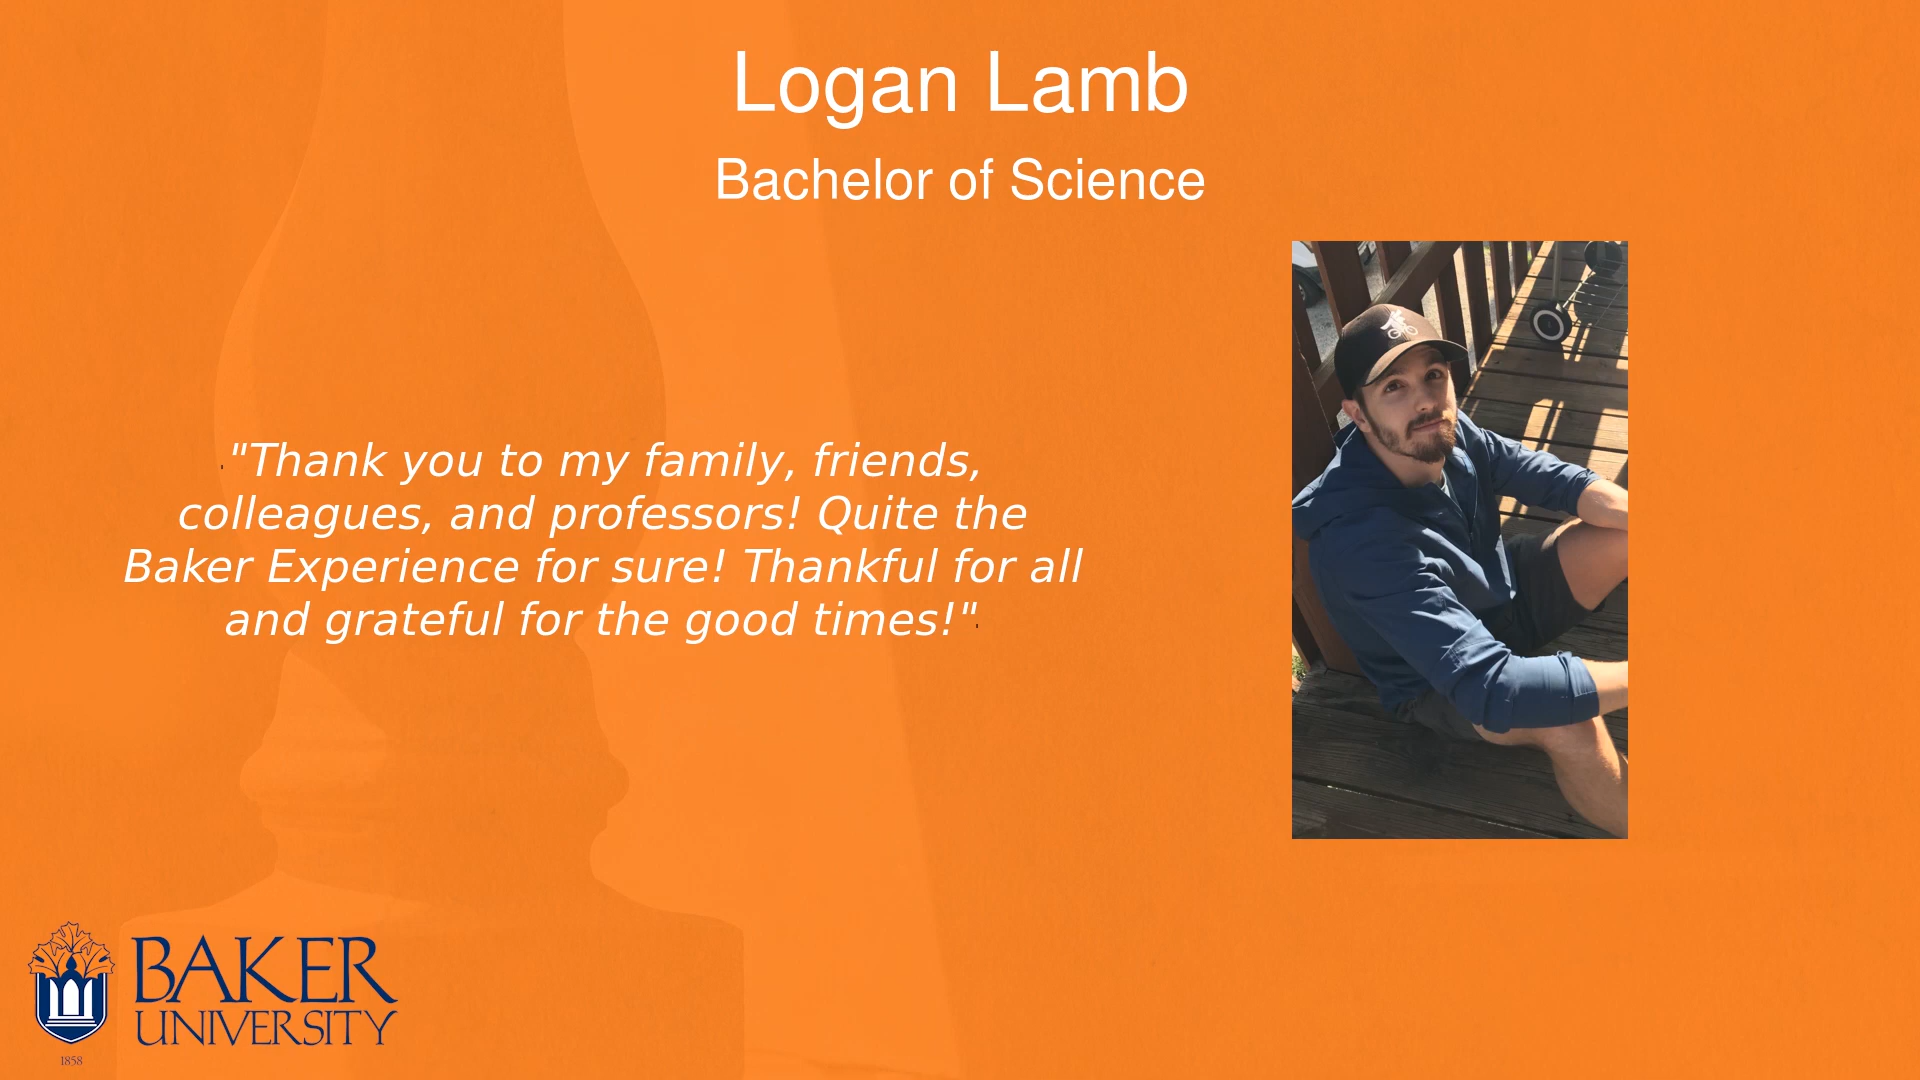 Logan Lamb
Bachelor of Science
"Thank you to my family, friends,
colleagues, and professors! Quite the
Baker Experience for sure! Thankful for all
and grateful for the good times!"
BAKER
UNIVERSITY
1858